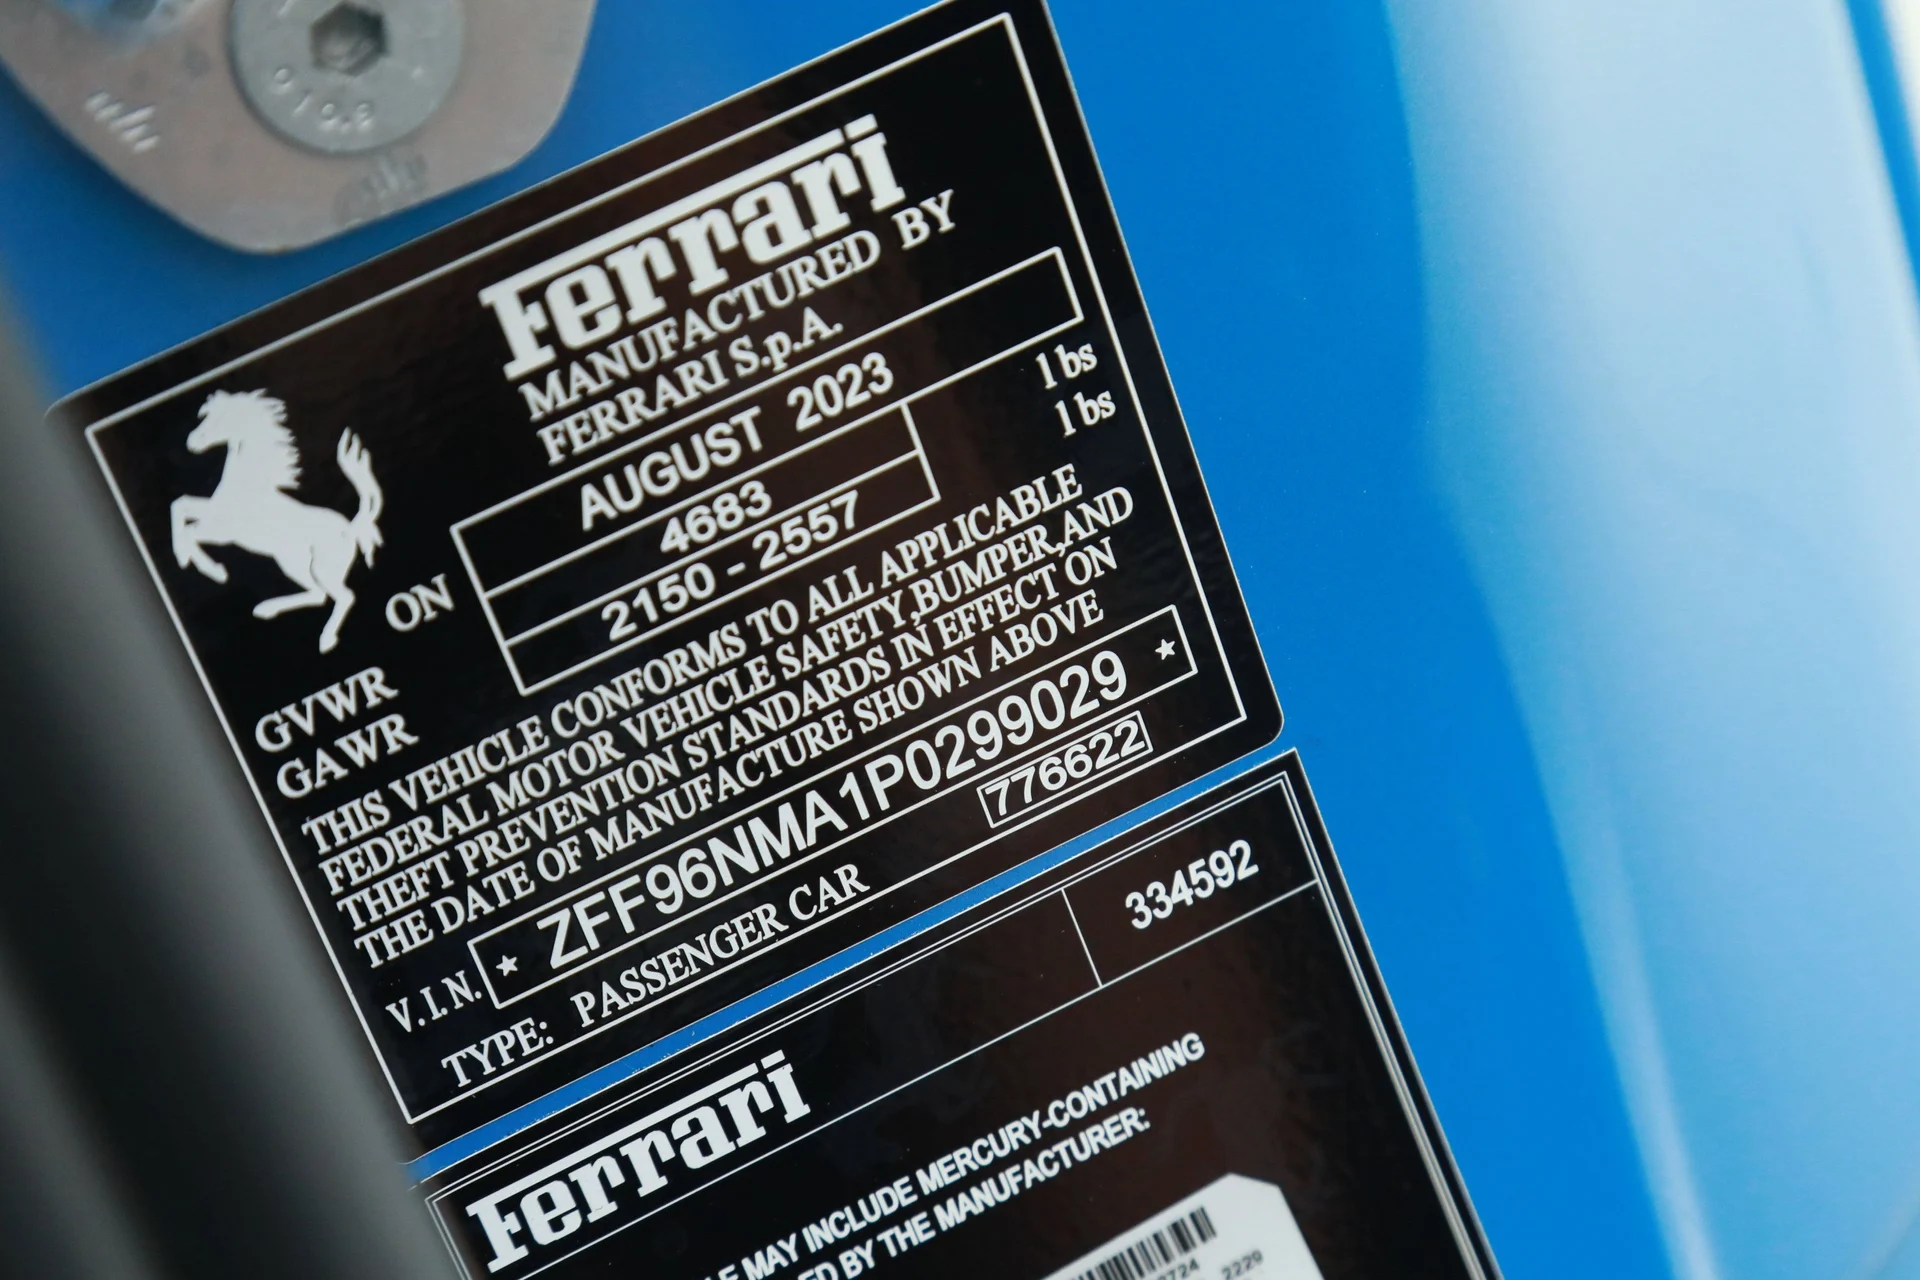 Ferrari
MANUFACTURED BY
FERRARI S.p.A.
ON AUGUST 2023
GVWR 4683 lbs
GAWR 2150 - 2557 lbs
THIS VEHICLE CONFORMS TO ALL APPLICABLE
FEDERAL MOTOR VEHICLE SAFETY,BUMPER,AND
THEFT PREVENTION STANDARDS IN EFFECT ON
THE DATE OF MANUFACTURE SHOWN ABOVE
V.I.N. ★ ZFF96NMA1P0299029 ★
TYPE: PASSENGER CAR 776622
334592
Ferrari
MAY INCLUDE MERCURY-CONTAINING
BY THE MANUFACTURER:
2229